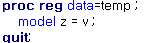 proc reg data=temp ;
model z = v ;
quit;